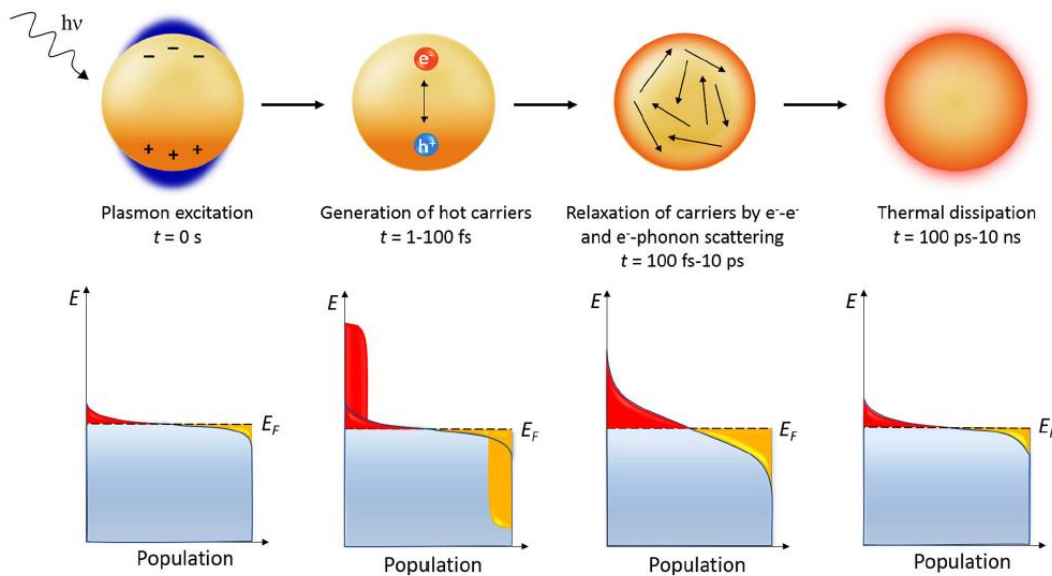 hν
− − −
+ + +
e⁻
h⁺
Plasmon excitation
t = 0 s
Generation of hot carriers
t = 1-100 fs
Relaxation of carriers by e⁻-e⁻
and e⁻-phonon scattering
t = 100 fs-10 ps
Thermal dissipation
t = 100 ps-10 ns
E
E_F
Population
E
E_F
Population
E
E_F
Population
E
E_F
Population